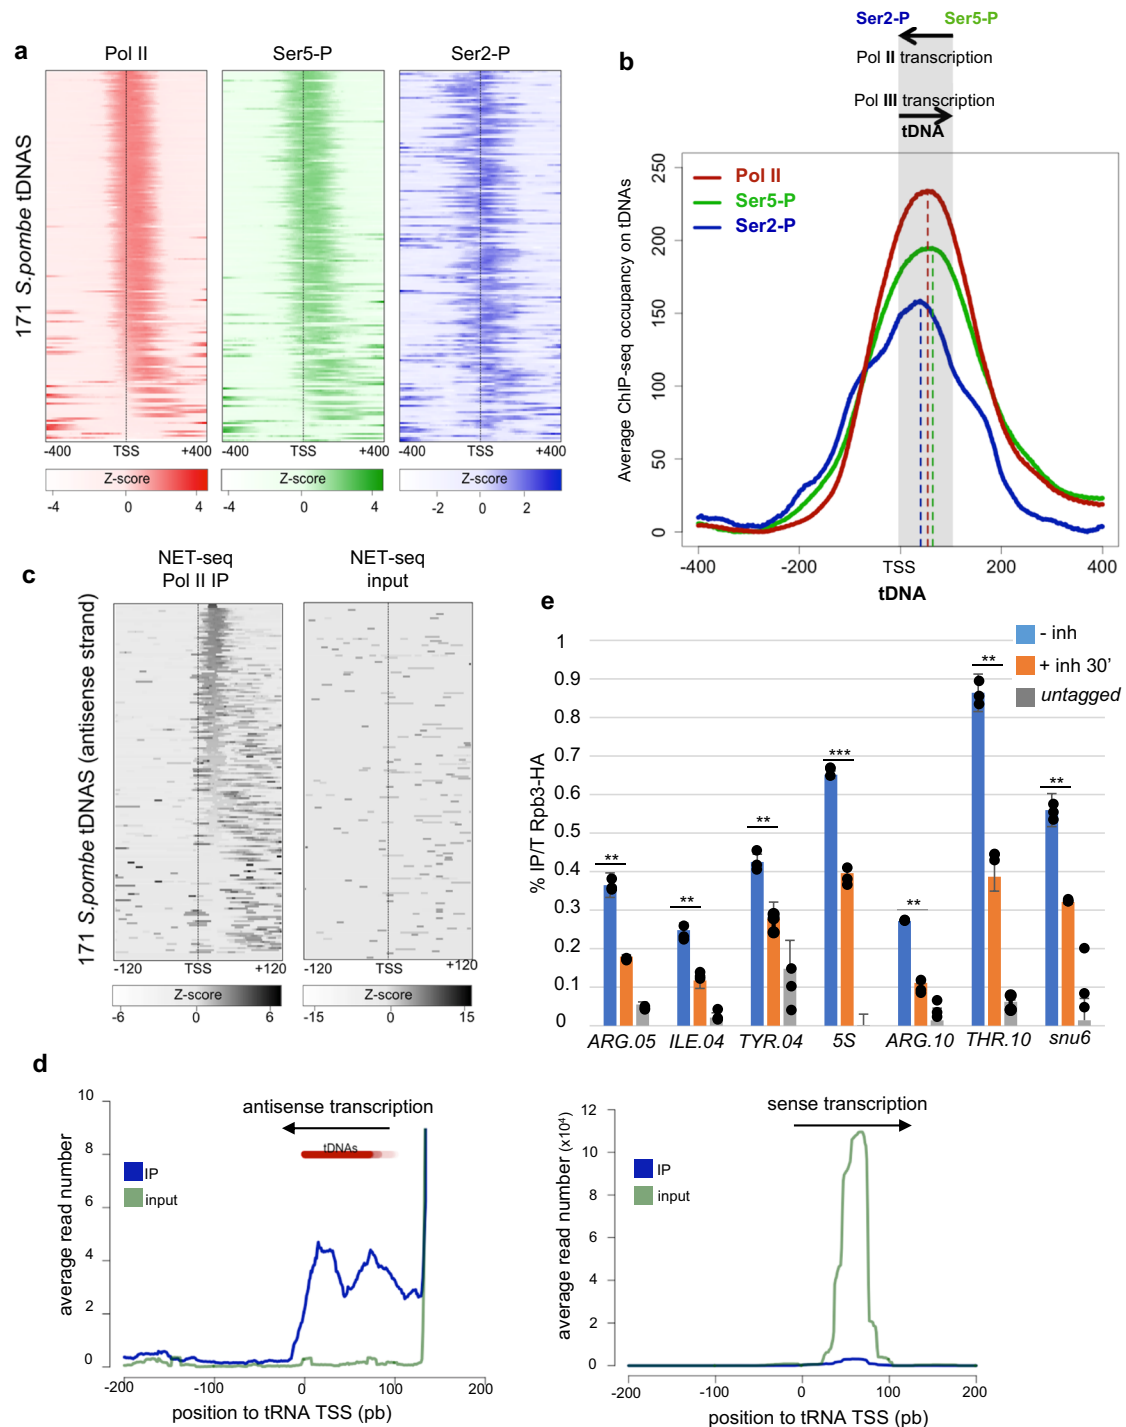 a
Pol II
Ser5-P
Ser2-P
171 S.pombe tDNAS
-400
TSS
+400
-400
TSS
+400
-400
TSS
+400
Z-score
Z-score
Z-score
-4
0
4
-4
0
4
-2
0
2
b
Ser2-P
Ser5-P
Pol II transcription
Pol III transcription
tDNA
Pol II
Ser5-P
Ser2-P
Average ChIP-seq occupancy on tDNAs
250
200
150
100
50
0
-400
-200
TSS
200
400
tDNA
c
NET-seq
Pol II IP
NET-seq
input
171 S.pombe tDNAS (antisense strand)
-120
TSS
+120
-120
TSS
+120
Z-score
Z-score
-6
0
6
-15
0
15
e
- inh
+ inh 30'
untagged
% IP/T Rpb3-HA
1
0.9
0.8
0.7
0.6
0.5
0.4
0.3
0.2
0.1
0
**
**
**
***
**
**
**
ARG.05
ILE.04
TYR.04
5S
ARG.10
THR.10
snu6
d
antisense transcription
tDNAs
IP
input
average read number
10
8
6
4
2
0
-200
-100
0
100
200
position to tRNA TSS (pb)
sense transcription
IP
input
average read number (x10⁴)
12
10
8
6
4
2
0
-200
-100
0
100
200
position to tRNA TSS (pb)